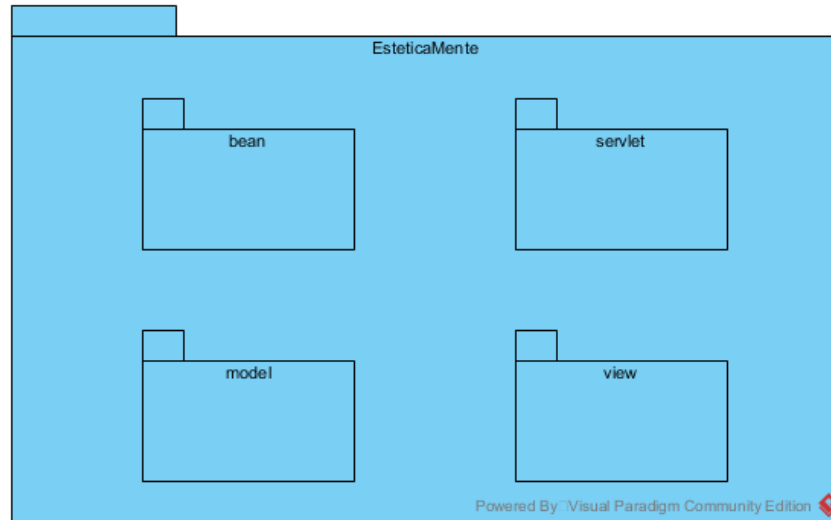 EsteticaMente
bean
servlet
model
view
Powered By Visual Paradigm Community Edition